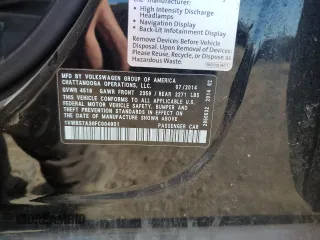 manufacturer:
• High Intensity Discharge
Headlamps
• Navigation Display
• Back-Lit Infotainment Display
Remove Devices Before Vehicle
Disposal. Upon Removal of Devices
Please Reuse, Recycle or Dispose as
Hazardous Waste.
MFD BY VOLKSWAGEN GROUP OF AMERICA
CHATTANOOGA OPERATIONS, LLC. 07/2014
GVWR 4518 GAWR FRONT 2359 / REAR 2271 LBS
THIS VEHICLE CONFORMS TO ALL APPLICABLE U.S.
FEDERAL MOTOR VEHICLE SAFETY, BUMPER AND
THEFT PREVENTION STANDARDS IN EFFECT ON
THE DATE OF MANUFACTURE SHOWN ABOVE
PASSENGER CAR